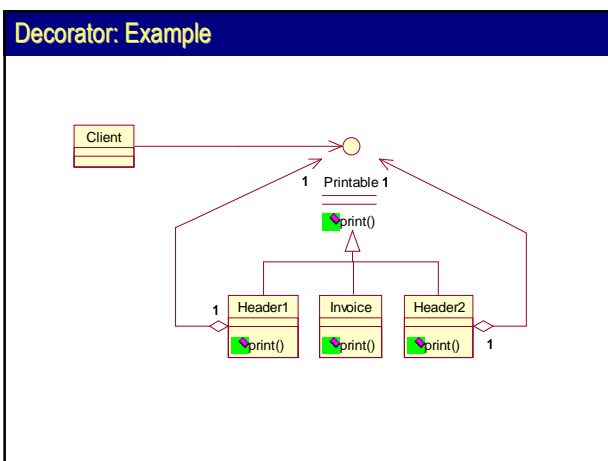 Decorator: Example
Client
1 Printable 1
print()
1 Header1 Invoice Header2
print() print() print() 1